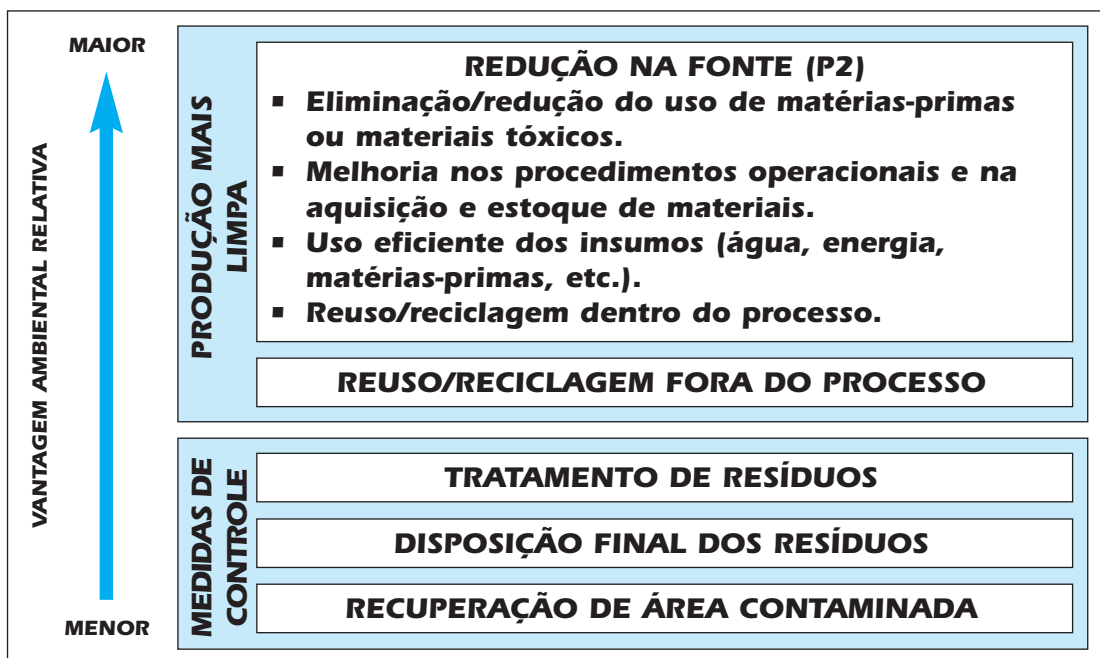 MAIOR
VANTAGEM AMBIENTAL RELATIVA
MENOR
PRODUÇÃO MAIS
LIMPA
REDUÇÃO NA FONTE (P2)
▪ Eliminação/redução do uso de matérias-primas
ou materiais tóxicos.
▪ Melhoria nos procedimentos operacionais e na
aquisição e estoque de materiais.
▪ Uso eficiente dos insumos (água, energia,
matérias-primas, etc.).
▪ Reuso/reciclagem dentro do processo.
REUSO/RECICLAGEM FORA DO PROCESSO
MEDIDAS DE
CONTROLE
TRATAMENTO DE RESÍDUOS
DISPOSIÇÃO FINAL DOS RESÍDUOS
RECUPERAÇÃO DE ÁREA CONTAMINADA